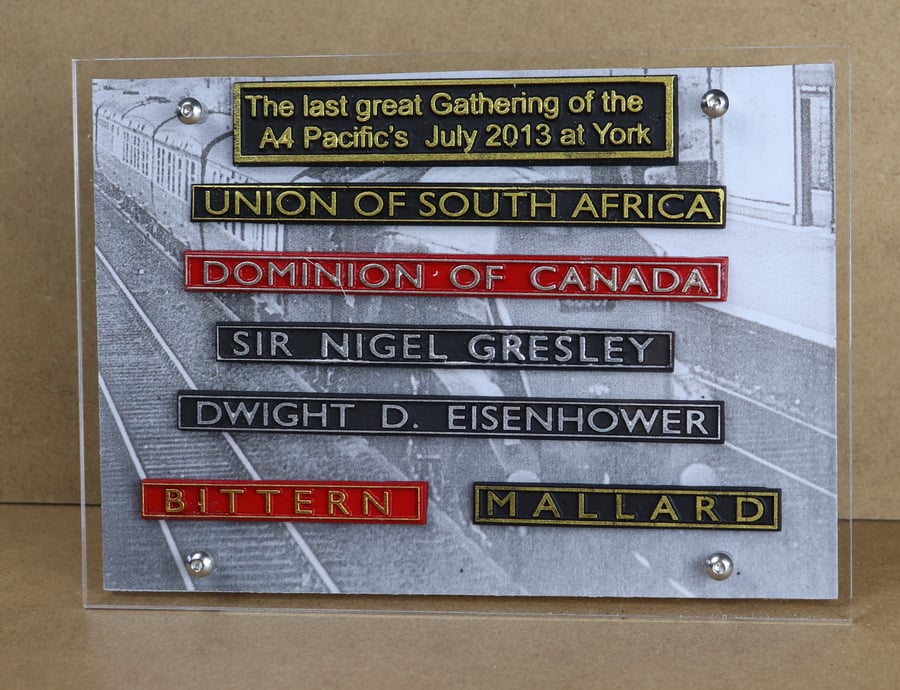 The last great Gathering of the
A4 Pacific's July 2013 at York
UNION OF SOUTH AFRICA
DOMINION OF CANADA
SIR NIGEL GRESLEY
DWIGHT D. EISENHOWER
BITTERN
MALLARD